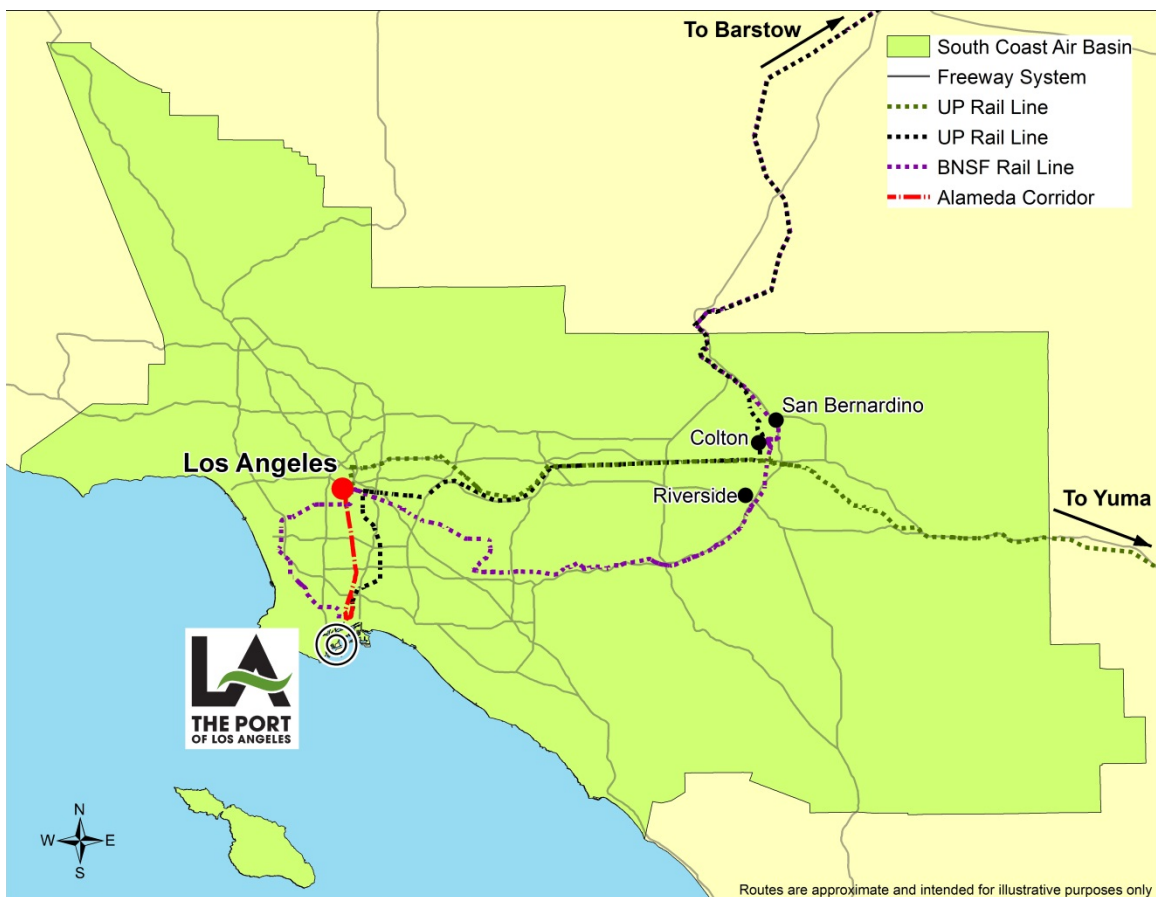 To Barstow
South Coast Air Basin
Freeway System
UP Rail Line
UP Rail Line
BNSF Rail Line
Alameda Corridor
San Bernardino
Colton
Los Angeles
Riverside
To Yuma
LA
THE PORT
OF LOS ANGELES
N
W E
S
Routes are approximate and intended for illustrative purposes only